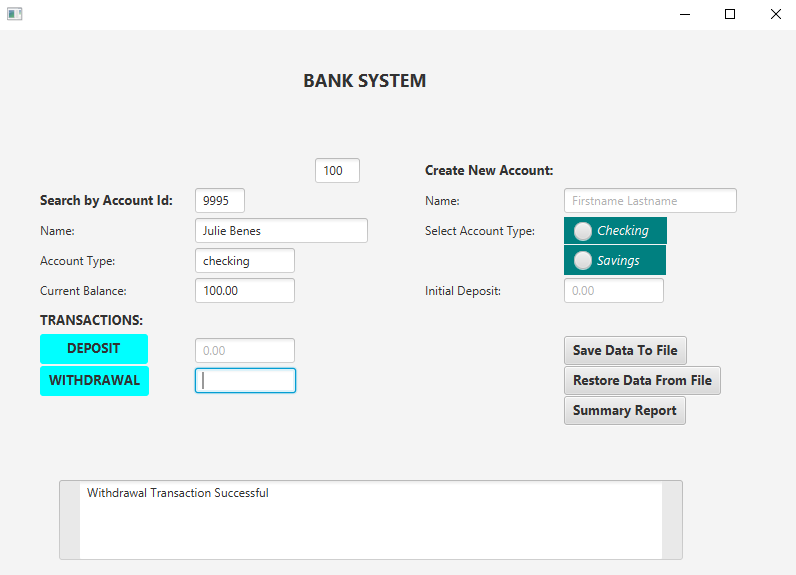 BANK SYSTEM
100
Create New Account:
Search by Account Id: 9995
Name: Firstname Lastname
Name: Julie Benes
Select Account Type: Checking
Account Type: checking
Savings
Current Balance: 100.00
Initial Deposit: 0.00
TRANSACTIONS:
DEPOSIT 0.00
Save Data To File
WITHDRAWAL
Restore Data From File
Summary Report
Withdrawal Transaction Successful